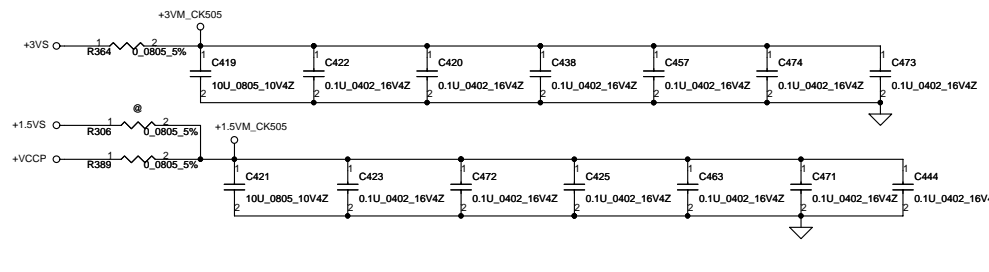 +3VM_CK505
+3VS
1 2
R364 0_0805_5%
1 1 1 1 1 1 1
C419 C422 C420 C438 C457 C474 C473
10U_0805_10V4Z 0.1U_0402_16V4Z 0.1U_0402_16V4Z 0.1U_0402_16V4Z 0.1U_0402_16V4Z 0.1U_0402_16V4Z 0.1U_0402_16V4Z
2 2 2 2 2 2 2
@
+1.5VS
1 2
R306 0_0805_5%
+1.5VM_CK505
+VCCP
1 2
R389 0_0805_5%
1 1 1 1 1 1 1
C421 C423 C472 C425 C463 C471 C444
10U_0805_10V4Z 0.1U_0402_16V4Z 0.1U_0402_16V4Z 0.1U_0402_16V4Z 0.1U_0402_16V4Z 0.1U_0402_16V4Z 0.1U_0402_16V
2 2 2 2 2 2 2